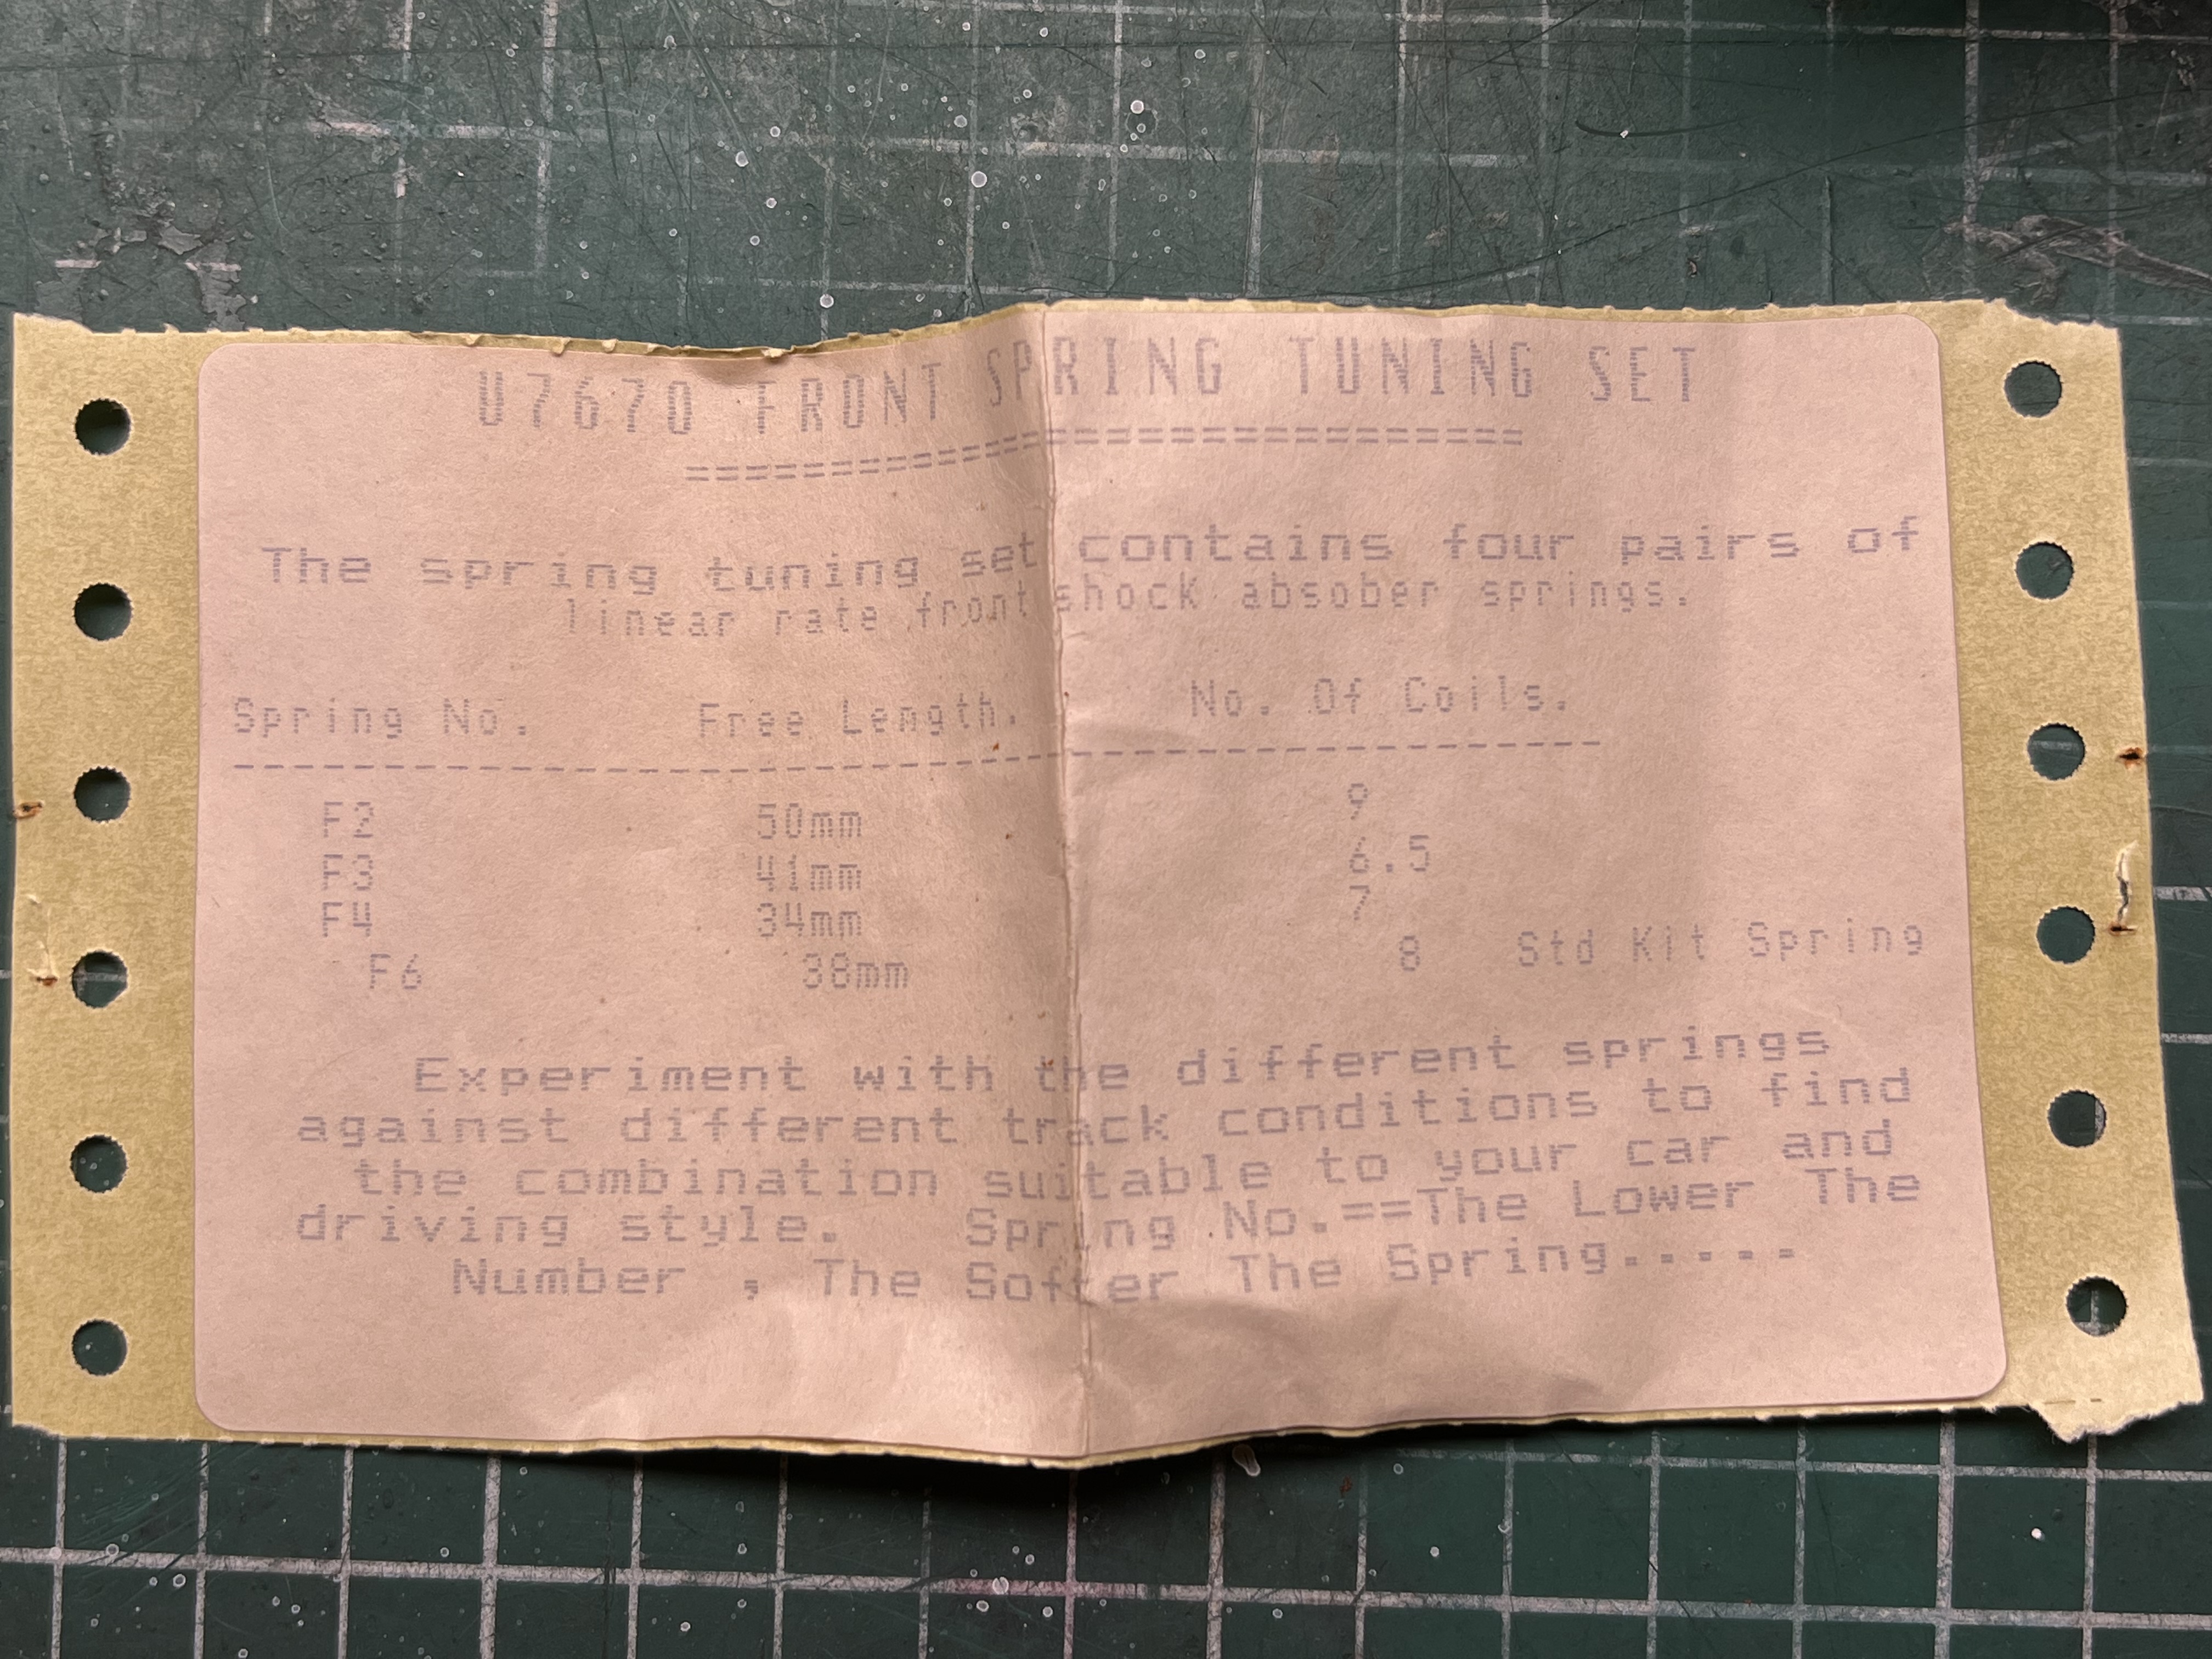 U7670 FRONT SPRING TUNING SET
=============================
The spring tuning set contains four pairs of
linear rate front shock absober springs.
Spring No. Free Length. No. Of Coils.
------------------------------------------------
F2 50mm 9
F3 41mm 6.5
F4 34mm 7
F6 38mm 8 Std Kit Spring
Experiment with the different springs
against different track conditions to find
the combination suitable to your car and
driving style. Spring No.==The Lower The
Number , The Softer The Spring.....